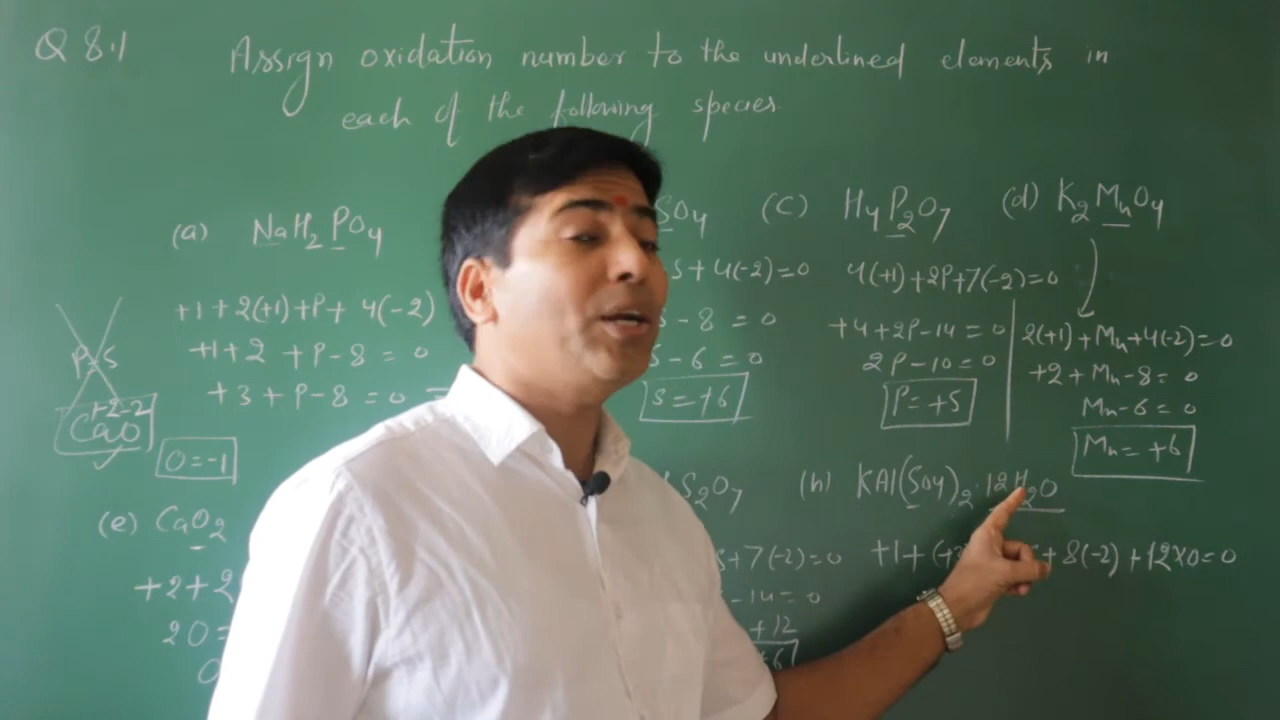 Q 8.1 Assign oxidation number to the underlined elements in
each of the following species.
(a) NaH₂PO₄
+1+2(+1)+P+ 4(-2)
+1+2 +P-8 = 0
+3 + P-8 = 0 =
P S
+2-2
CaO
O=-1
SO₄
S+4(-2)=0
S-8 = 0
S-6 = 0
S=+6
(C) H₄P₂O₇
4(+1)+2P+7(-2)=0
+4+2P-14=0
2P-10=0
P=+5
(d) K₂MnO₄
2(+1)+Mn+4(-2)=0
+2+Mn-8=0
Mn-6=0
Mn=+6
(e) CaO₂
+2+2
2O=
O
S₂O₇
S+7(-2)=0
-14=0
+12
+6
(h) KAl(SO₄)₂.12H₂O
+1+(+3) +8(-2)+12×0=0